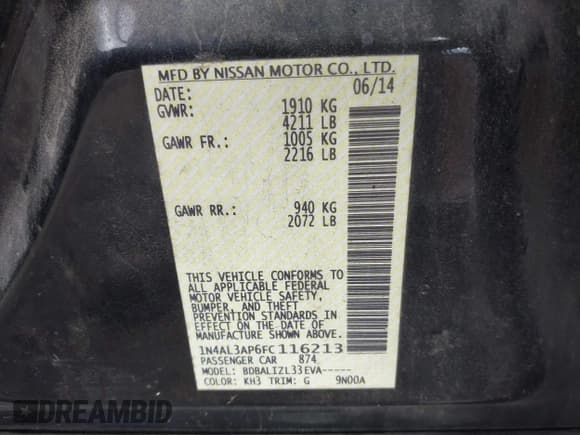 MFD BY NISSAN MOTOR CO., LTD.
DATE: 06/14
GVWR: 1910 KG
4211 LB
GAWR FR.: 1005 KG
2216 LB
GAWR RR.: 940 KG
2072 LB
THIS VEHICLE CONFORMS TO
ALL APPLICABLE FEDERAL
MOTOR VEHICLE SAFETY,
BUMPER, AND THEFT
PREVENTION STANDARDS IN
EFFECT ON THE DATE OF
MANUFACTURE SHOWN ABOVE.
1N4AL3AP6FC116213
PASSENGER CAR 874
MODEL: BDBALIZL33EVA-----
COLOR: KH3 TRIM: G 9N00A
DREAMBID